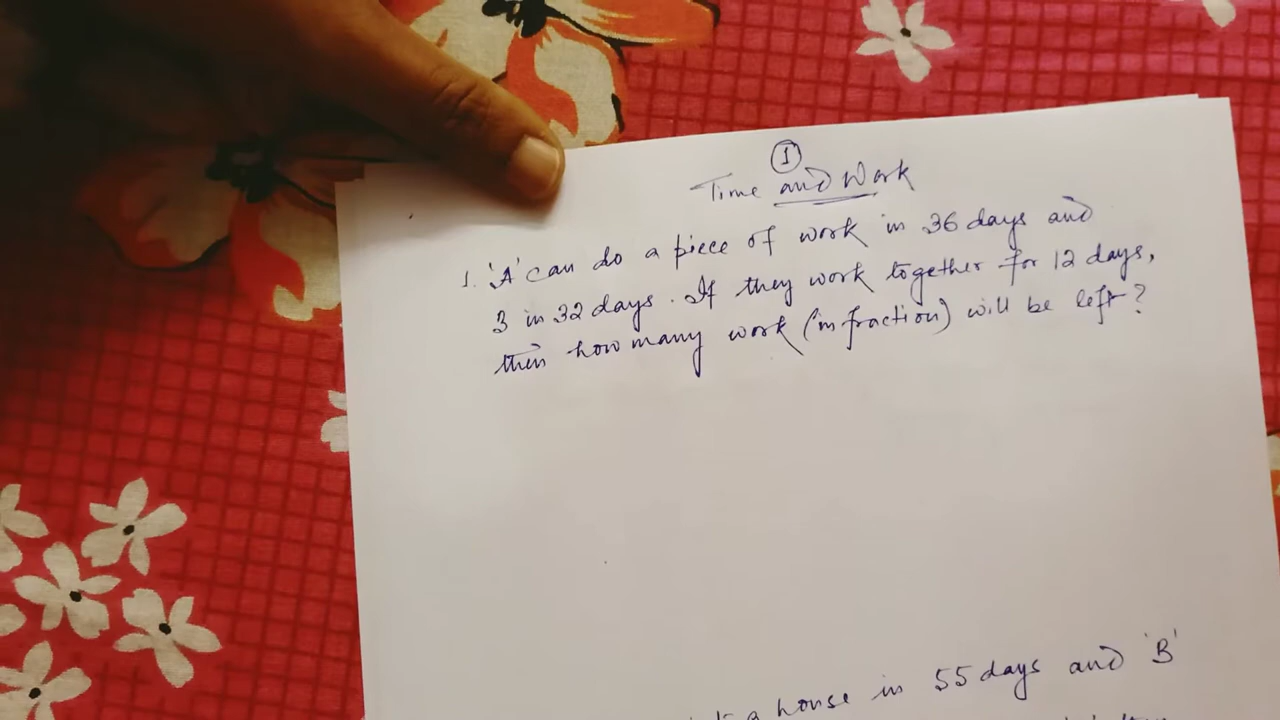 1
Time and Work
1. 'A' can do a piece of work in 36 days and
B in 32 days. If they work together for 12 days,
then how many work (in fraction) will be left?
a house in 55 days and 'B'